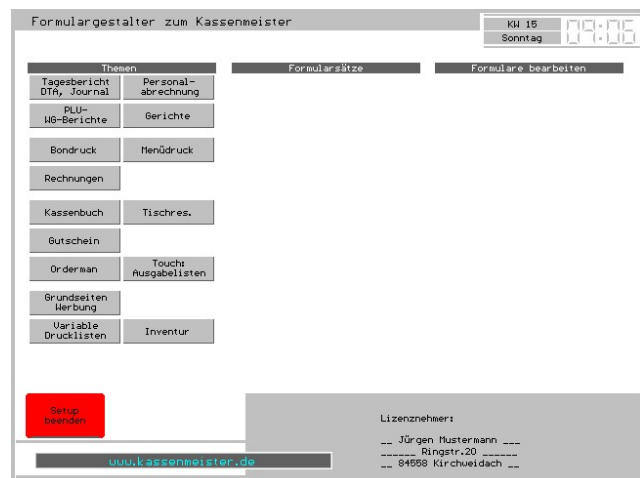 Formulargestalter zum Kassenmeister
KW 15
Sonntag
09:06
Themen
Formularsätze
Formulare bearbeiten
Tagesbericht
DTA, Journal
Personal-
abrechnung
PLU-
WG-Berichte
Gerichte
Bondruck
Menüdruck
Rechnungen
Kassenbuch
Tischres.
Gutschein
Orderman
Touch:
Ausgabelisten
Grundseiten
Werbung
Variable
Drucklisten
Inventur
Setup
beenden
Lizenznehmer:
__ Jürgen Mustermann ___
______ Ringstr.20 ______
__ 84558 Kirchweidach __
www.kassenmeister.de